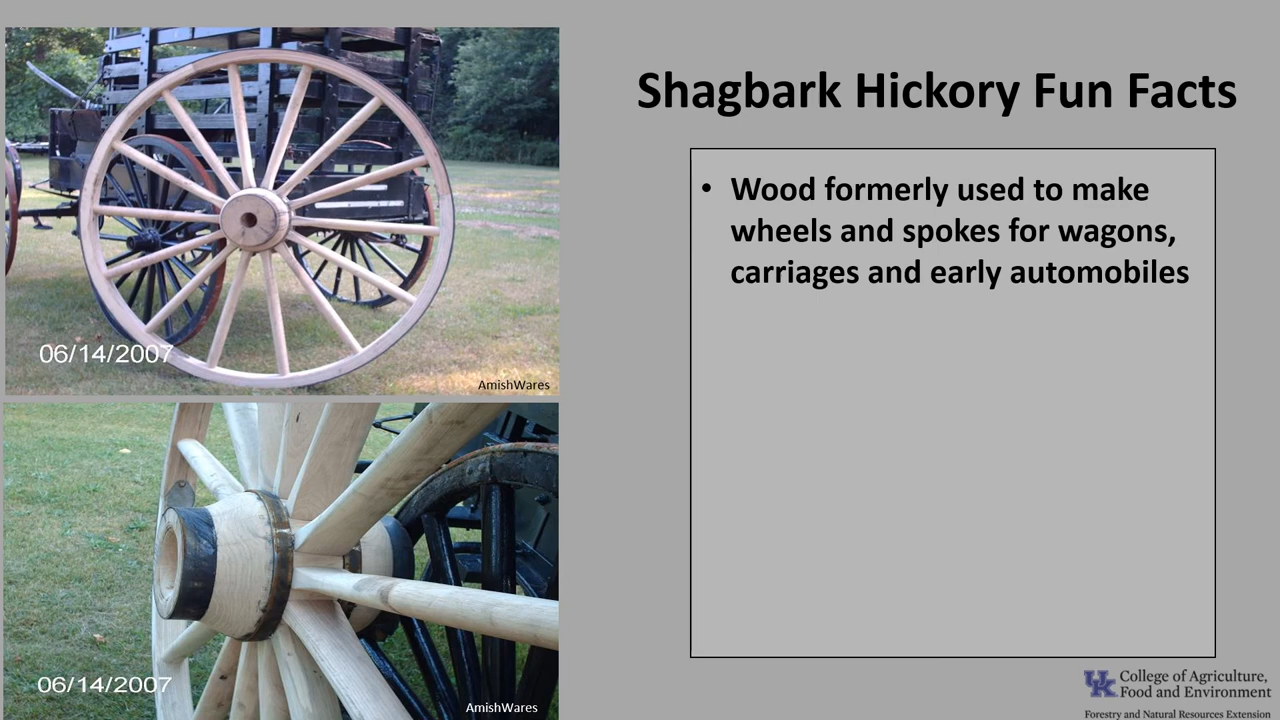 Shagbark Hickory Fun Facts
• Wood formerly used to make
wheels and spokes for wagons,
carriages and early automobiles
06/14/2007
AmishWares
06/14/2007
AmishWares
UK College of Agriculture,
Food and Environment
Forestry and Natural Resources Extension